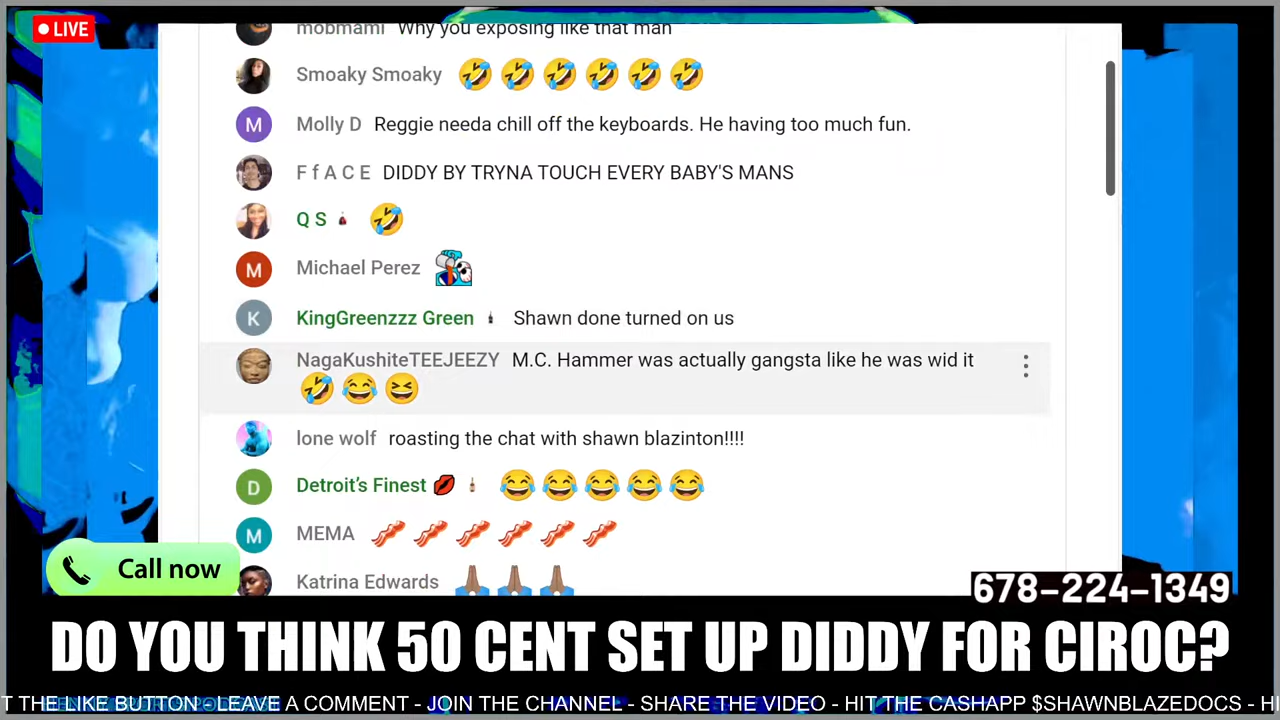 LIVE
mobmami Why you exposing like that man
Smoaky Smoaky 🤣🤣🤣🤣🤣🤣
M Molly D Reggie needa chill off the keyboards. He having too much fun.
F f A C E DIDDY BY TRYNA TOUCH EVERY BABY'S MANS
Q S 🤣
M Michael Perez
K KingGreenzzz Green Shawn done turned on us
NagaKushiteTEEJEEZY M.C. Hammer was actually gangsta like he was wid it
🤣😂😆
lone wolf roasting the chat with shawn blazinton!!!!
D Detroit's Finest 💋 😂😂😂😂😂
M MEMA 🥓🥓🥓🥓🥓🥓
Katrina Edwards 🙏🏽🙏🏽🙏🏽
Call now
678-224-1349
DO YOU THINK 50 CENT SET UP DIDDY FOR CIROC?
T THE LIKE BUTTON - LEAVE A COMMENT - JOIN THE CHANNEL - SHARE THE VIDEO - HIT THE CASHAPP $SHAWNBLAZEDOCS - HI